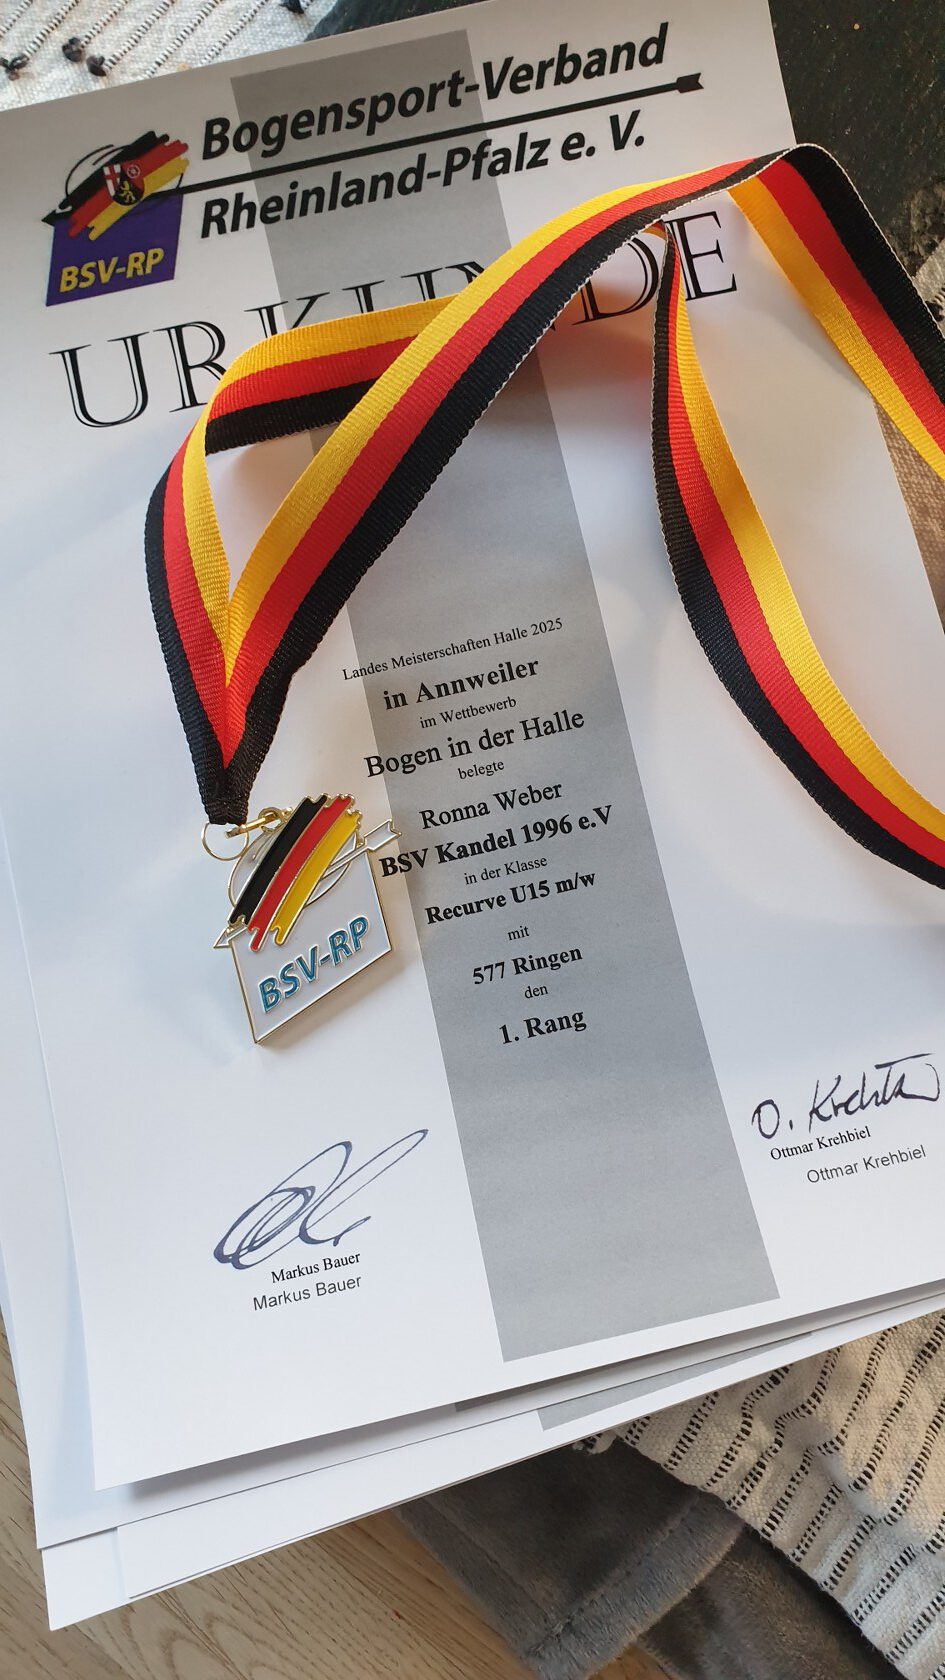 Bogensport-Verband
Rheinland-Pfalz e. V.
BSV-RP
URKUNDE
Landes Meisterschaften Halle 2025
in Annweiler
im Wettbewerb
Bogen in der Halle
belegte
Ronna Weber
BSV Kandel 1996 e.V
in der Klasse
Recurve U15 m/w
mit
577 Ringen
den
1. Rang
BSV-RP
O. Krehbiel
Ottmar Krehbiel
Ottmar Krehbiel
Markus Bauer
Markus Bauer